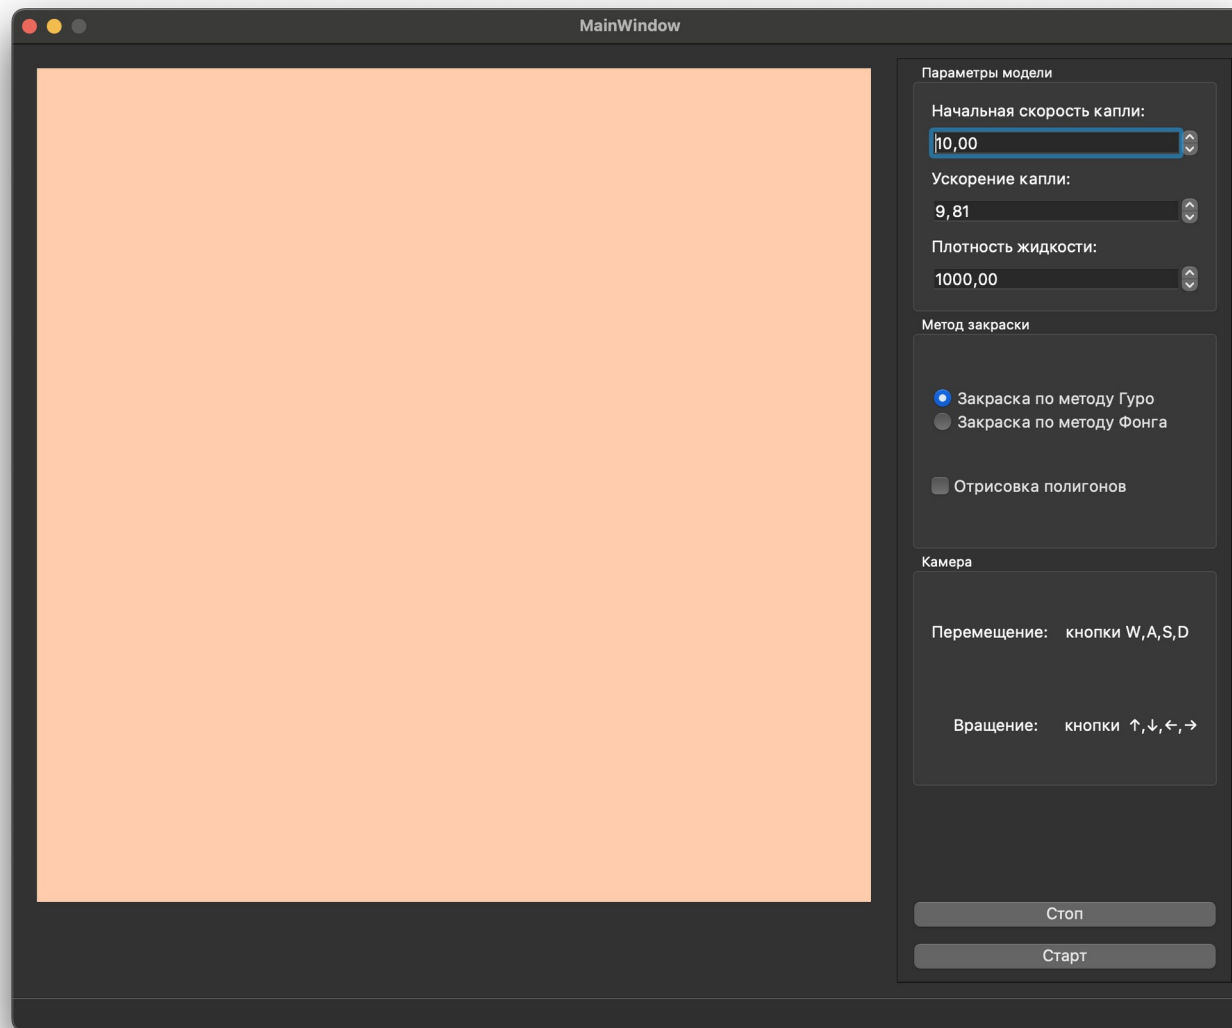 MainWindow
Параметры модели
Начальная скорость капли:
10,00
Ускорение капли:
9,81
Плотность жидкости:
1000,00
Метод закраски
Закраска по методу Гуро
Закраска по методу Фонга
Отрисовка полигонов
Камера
Перемещение: кнопки W,A,S,D
Вращение: кнопки ↑,↓,←,→
Стоп
Старт